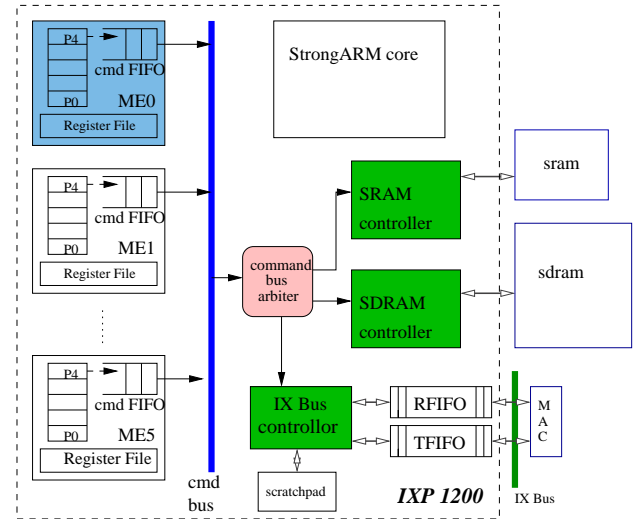 P4
cmd FIFO
P0
ME0
Register File
P4
cmd FIFO
P0
ME1
Register File
P4
cmd FIFO
P0
ME5
Register File
cmd
bus
StrongARM core
command
bus
arbiter
SRAM
controller
SDRAM
controller
IX Bus
controllor
scratchpad
RFIFO
TFIFO
IXP 1200
sram
sdram
M
A
C
IX Bus